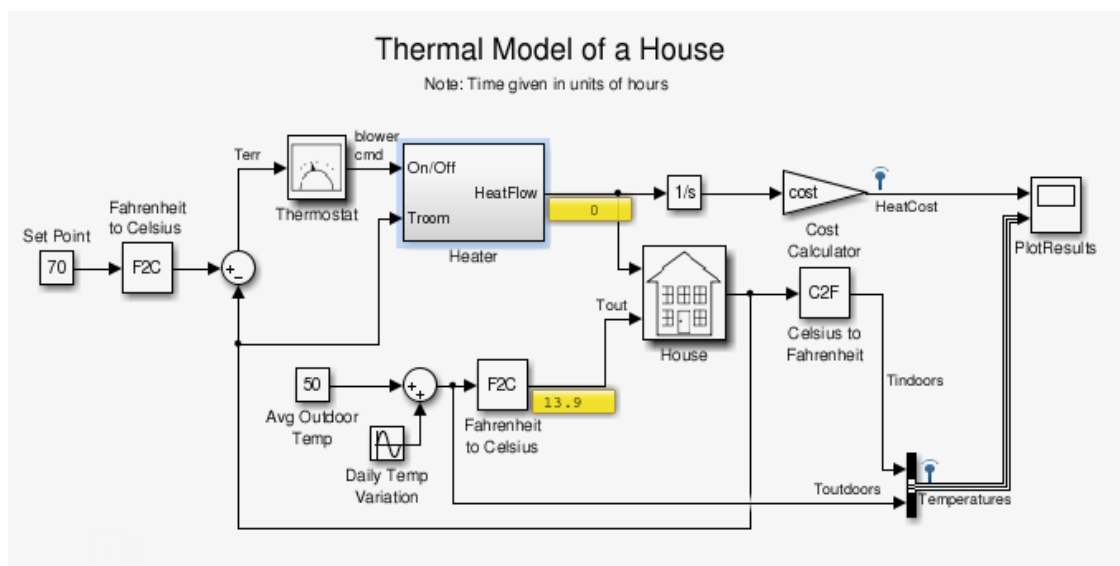 Thermal Model of a House
Note: Time given in units of hours
blower
cmd
Terr
On/Off
HeatFlow
Troom
0
1/s
cost
HeatCost
Thermostat
Heater
Cost
Calculator
PlotResults
Fahrenheit
to Celsius
Set Point
70
F2C
+
−
Tout
House
C2F
Celsius to
Fahrenheit
Tindoors
50
+
+
F2C
13.9
Avg Outdoor
Temp
Fahrenheit
to Celsius
Daily Temp
Variation
Toutdoors
Temperatures